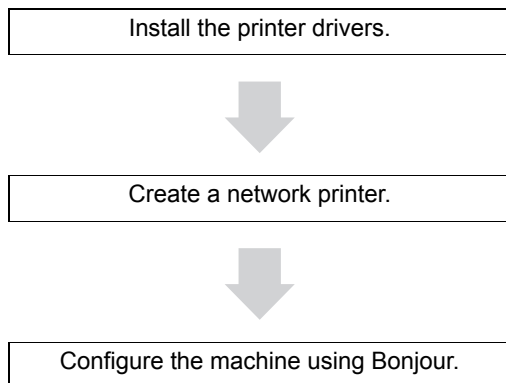 Install the printer drivers.
Create a network printer.
Configure the machine using Bonjour.